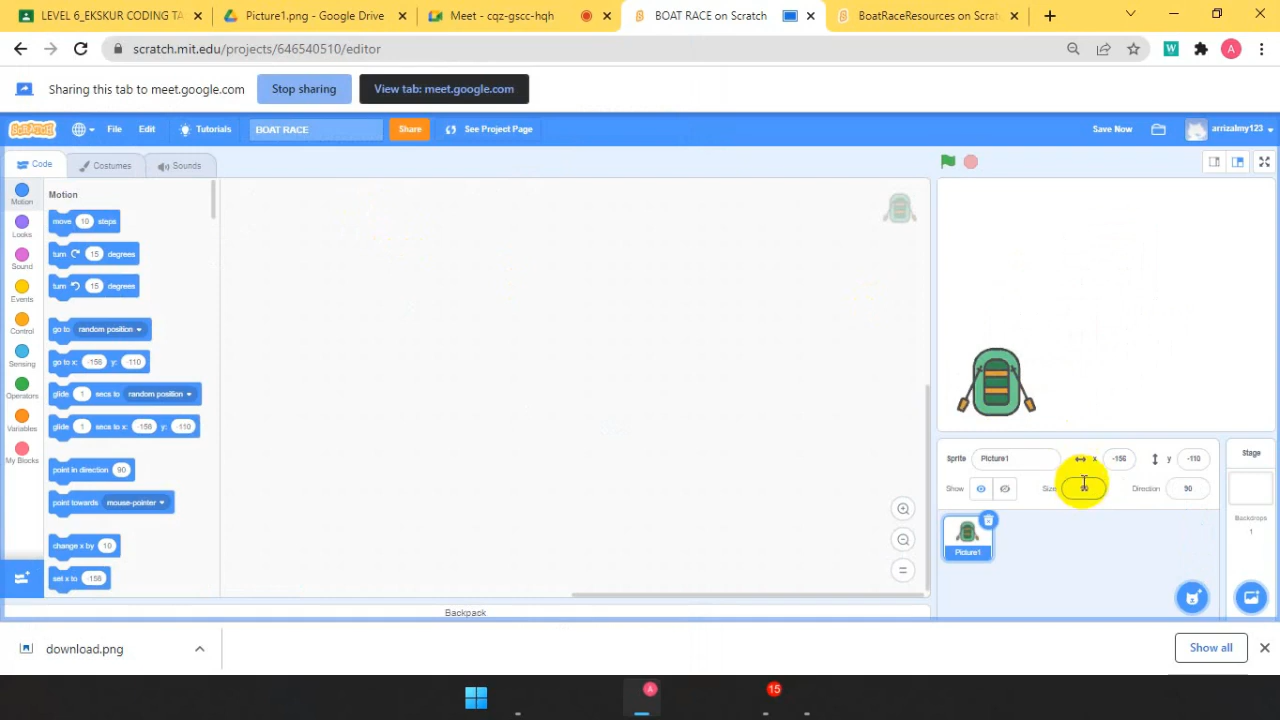 LEVEL 6_EKSKUR CODING TA
Picture1.png - Google Drive
Meet - cqz-gscc-hqh
BOAT RACE on Scratch
BoatRaceResources on Scrat
scratch.mit.edu/projects/646540510/editor
W
A
Sharing this tab to meet.google.com
Stop sharing
View tab: meet.google.com
SCRATCH
File
Edit
Tutorials
BOAT RACE
Share
See Project Page
Save Now
arrizalmy123
Code
Costumes
Sounds
Motion
Looks
Sound
Events
Control
Sensing
Operators
Variables
My Blocks
Motion
move 10 steps
turn 15 degrees
turn 15 degrees
go to random position
go to x: -156 y: -110
glide 1 secs to random position
glide 1 secs to x: -156 y: -110
point in direction 90
point towards mouse-pointer
change x by 10
set x to -156
Sprite Picture1 x -156 y -110
Show Size Direction 90
Picture1
Stage
Backdrops
1
Backpack
download.png
Show all
A
15